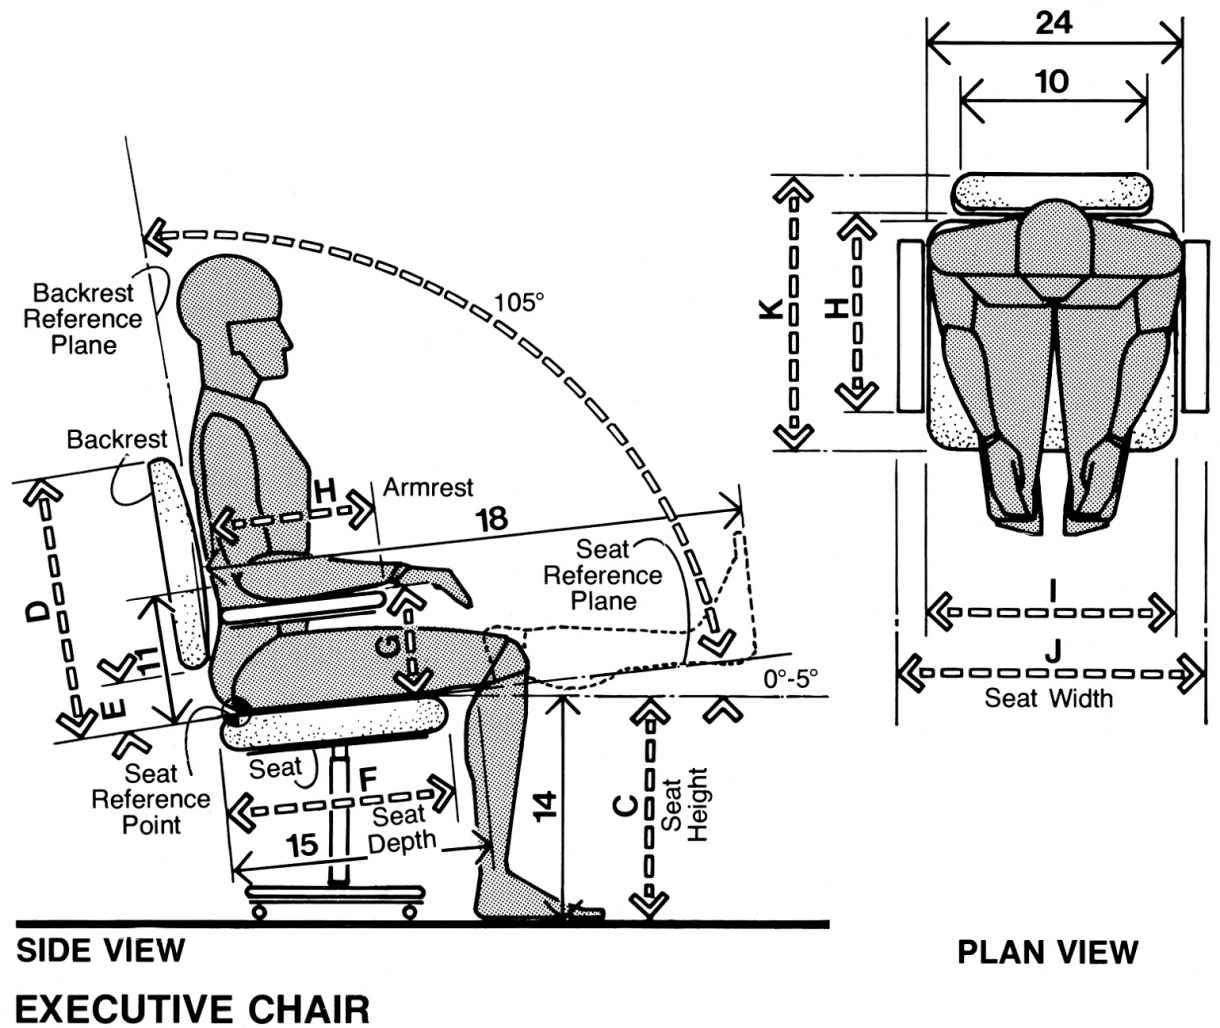 24
10
105°
Backrest
Reference
Plane
Backrest
K
H
H
Armrest
18
Seat
Reference
Plane
D
11
G
E
I
J
Seat Width
0°-5°
Seat
Reference
Point
Seat
F
Seat
Depth
15
14
C
Seat
Height
SIDE VIEW
PLAN VIEW
EXECUTIVE CHAIR